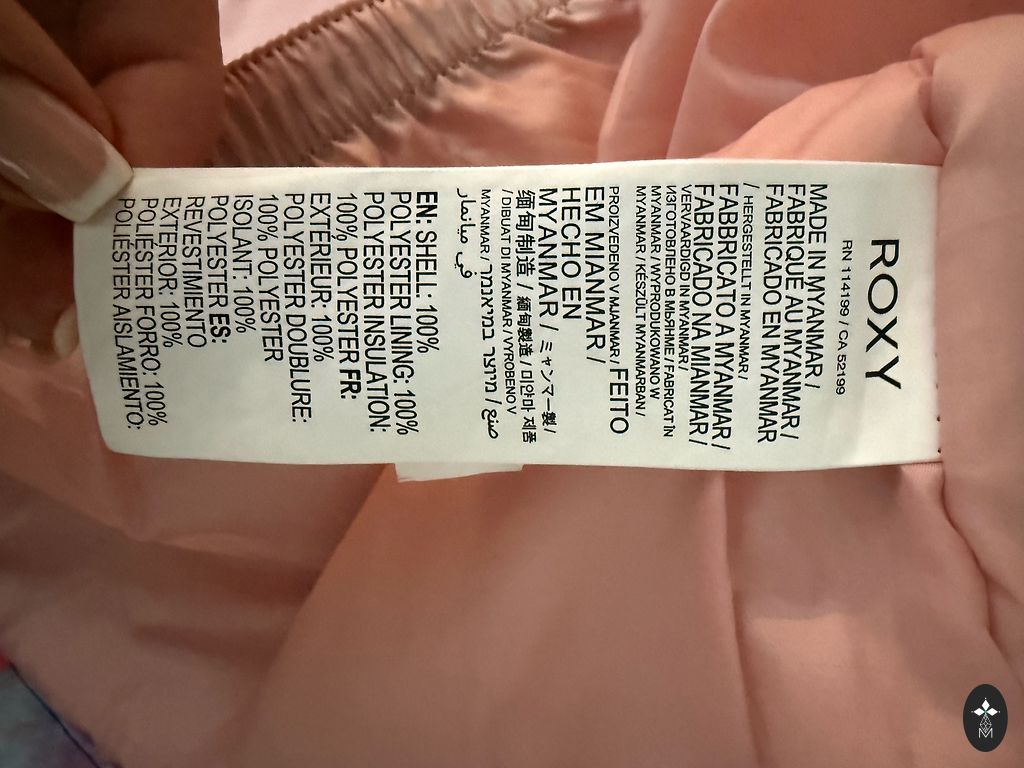 ROXY
RN 114199 / CA 52199
MADE IN MYANMAR /
FABRIQUÉ AU MYANMAR /
FABRICADO EN MYANMAR
/ HERGESTELLT IN MYANMAR /
FABBRICATO A MYANMAR /
FABRICADO NA MIANMAR /
VERVAARDIGD IN MYANMAR /
ИЗГОТОВЛЕНО В МЬЯНМЕ / FABRICAT ÎN
MYANMAR / WYPRODUKOWANO W
MYANMAR / KÉSZÜLT MYANMARBAN /
PROIZVEDENO V MJANMAR / FEITO
EM MIANMAR /
HECHO EN
MYANMAR / ミャンマー製 /
缅甸制造 / 緬甸製造 / 미얀마 제품
/ DIBUAT DI MYANMAR / VYROBENO V
MYANMAR / מיוצר במיאנמר / صنع
في ميانمار
EN: SHELL: 100%
POLYESTER LINING: 100%
POLYESTER INSULATION:
100% POLYESTER FR:
EXTÉRIEUR: 100%
POLYESTER DOUBLURE:
100% POLYESTER
ISOLANT: 100%
POLYESTER ES:
REVESTIMIENTO
EXTERIOR: 100%
POLIÉSTER FORRO: 100%
POLIÉSTER AISLAMIENTO:
M